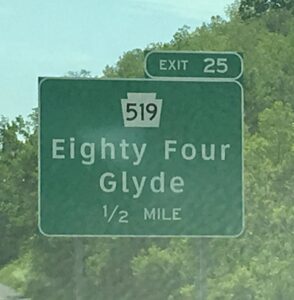 EXIT 25
519
Eighty Four
Glyde
1/2 MILE